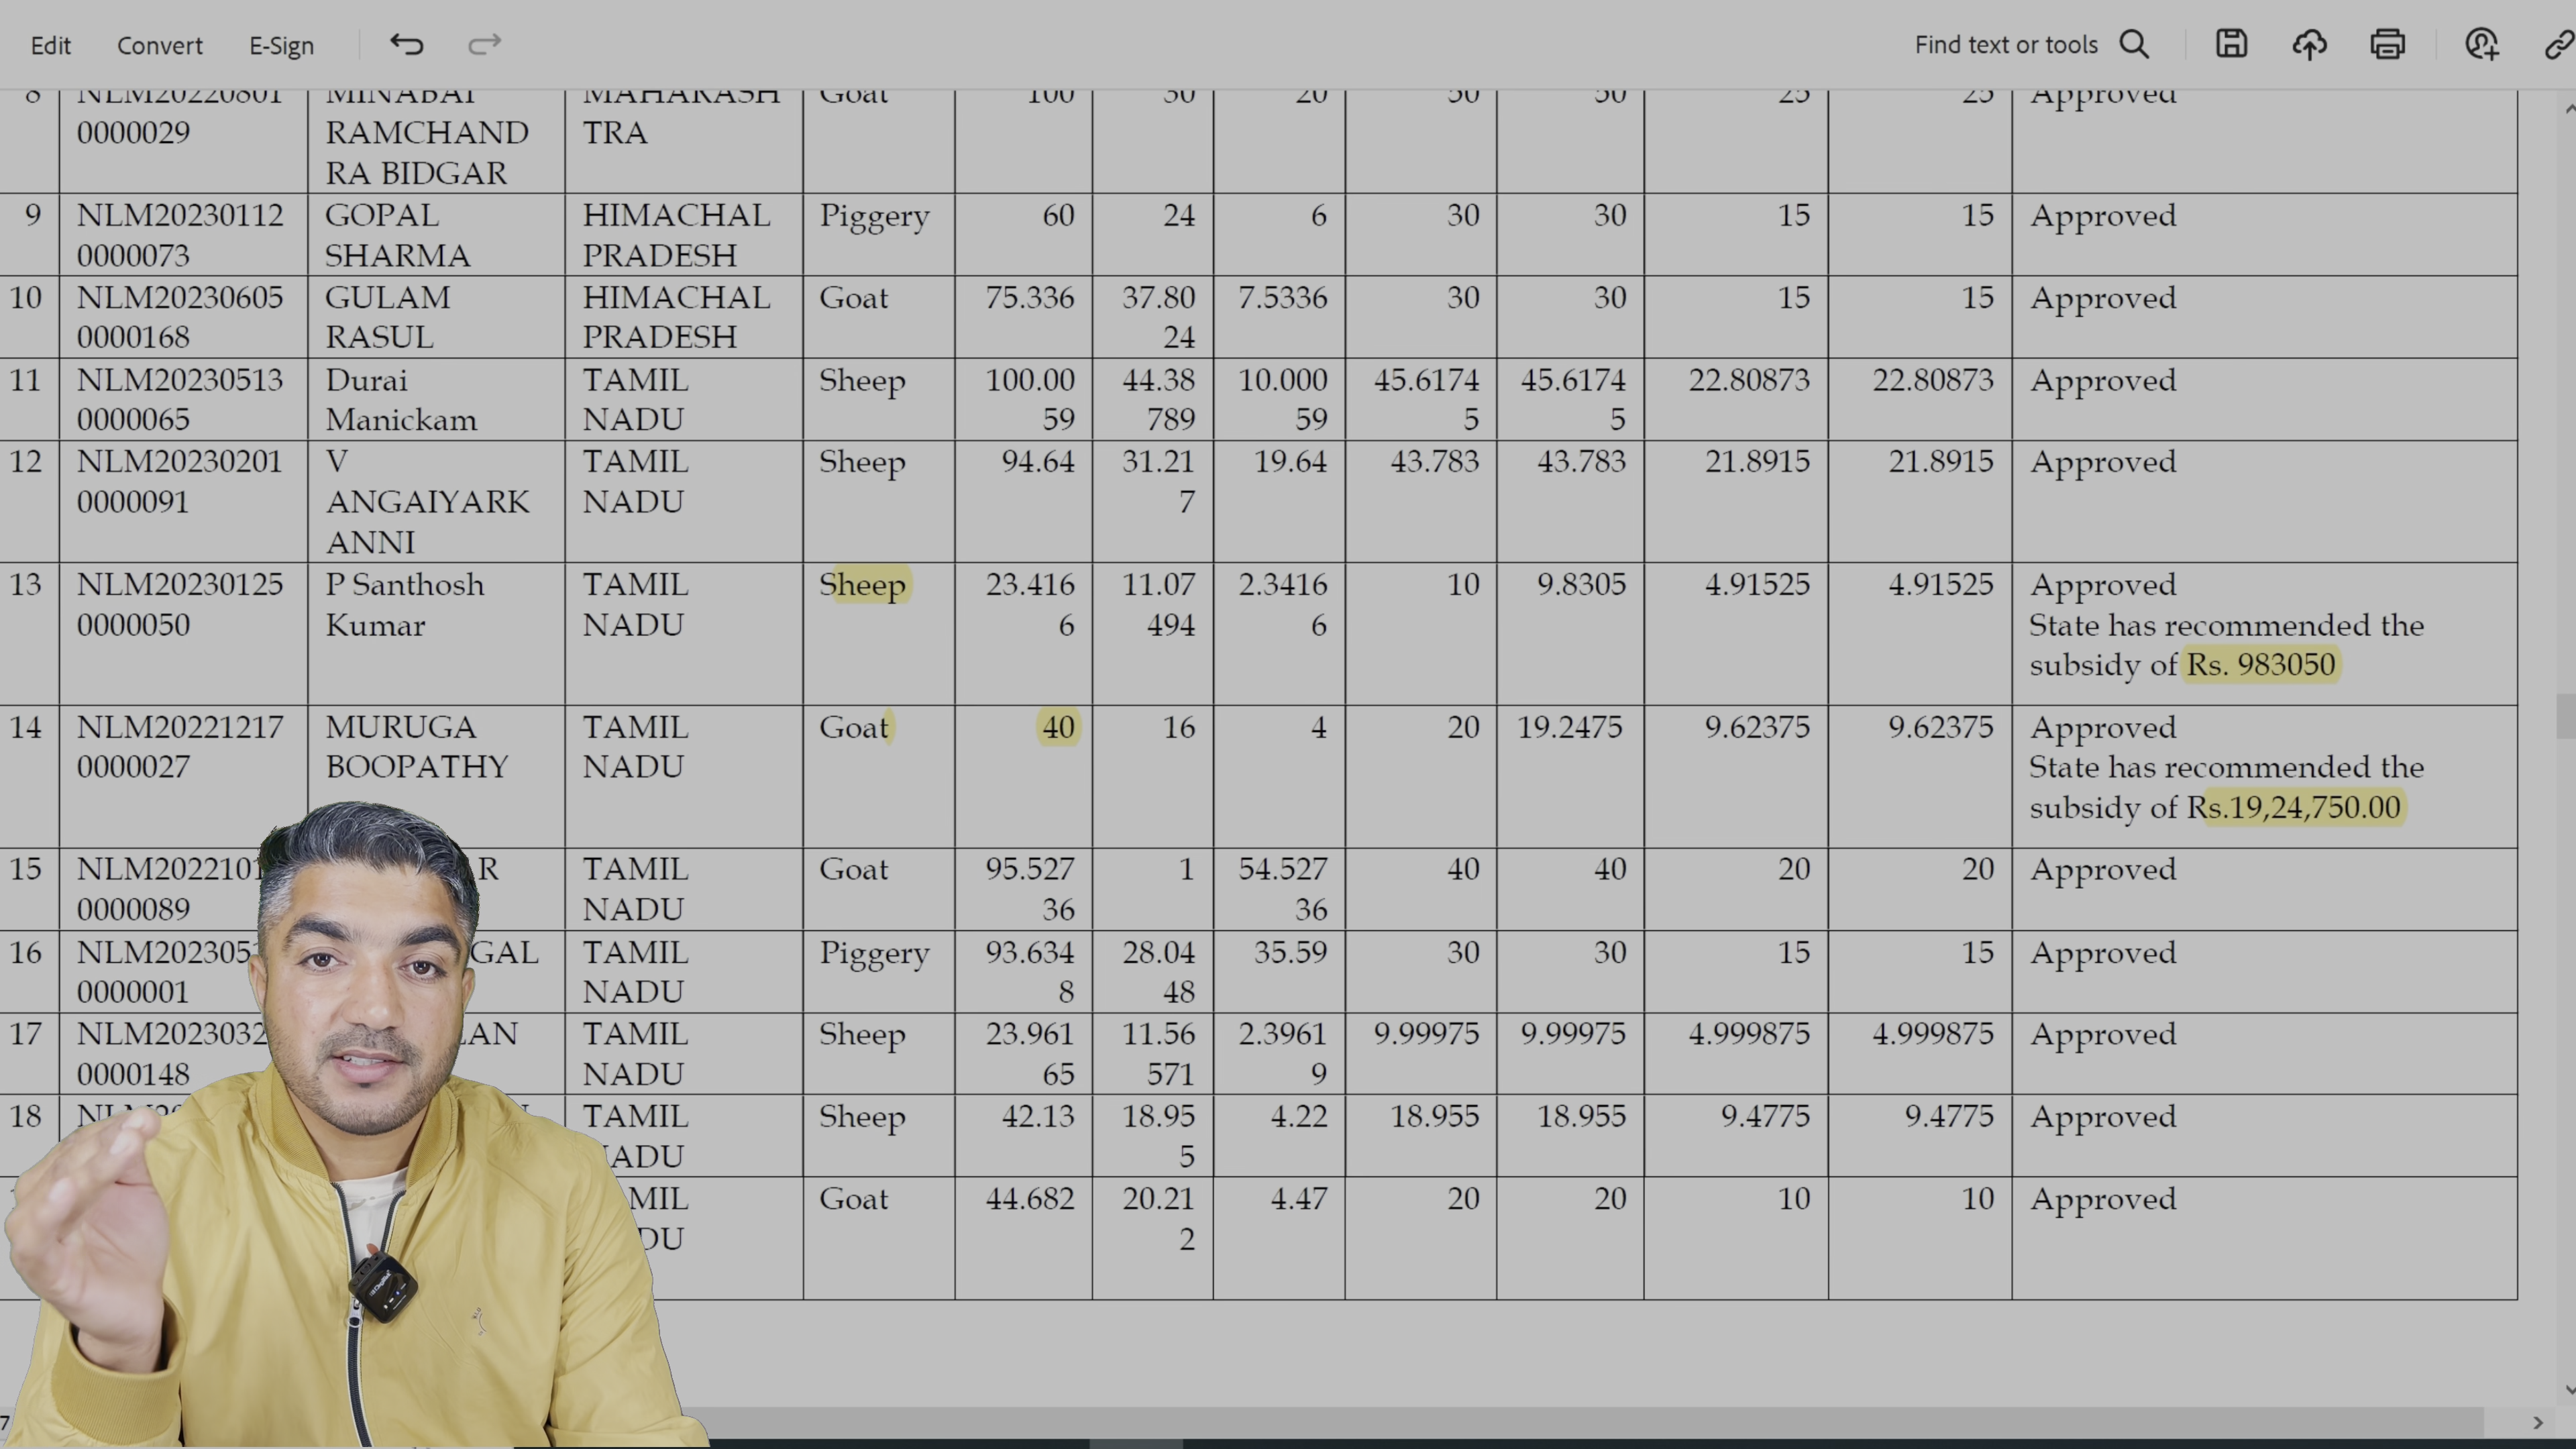 Edit Convert E-Sign Find text or tools
8 NLM20220801 MINABAI MAHARASH Goat 100 30 20 50 50 25 25 Approved
0000029 RAMCHAND TRA
RA BIDGAR
9 NLM20230112 GOPAL HIMACHAL Piggery 60 24 6 30 30 15 15 Approved
0000073 SHARMA PRADESH
10 NLM20230605 GULAM HIMACHAL Goat 75.336 37.80 7.5336 30 30 15 15 Approved
0000168 RASUL PRADESH 24
11 NLM20230513 Durai TAMIL Sheep 100.00 44.38 10.000 45.6174 45.6174 22.80873 22.80873 Approved
0000065 Manickam NADU 59 789 59 5 5
12 NLM20230201 V TAMIL Sheep 94.64 31.21 19.64 43.783 43.783 21.8915 21.8915 Approved
0000091 ANGAIYARK NADU 7
ANNI
13 NLM20230125 P Santhosh TAMIL Sheep 23.416 11.07 2.3416 10 9.8305 4.91525 4.91525 Approved
0000050 Kumar NADU 6 494 6 State has recommended the
subsidy of Rs. 983050
14 NLM20221217 MURUGA TAMIL Goat 40 16 4 20 19.2475 9.62375 9.62375 Approved
0000027 BOOPATHY NADU State has recommended the
subsidy of Rs.19,24,750.00
15 NLM202210 AR TAMIL Goat 95.527 1 54.527 40 40 20 20 Approved
0000089 NADU 36 36
16 NLM202305 GAL TAMIL Piggery 93.634 28.04 35.59 30 30 15 15 Approved
0000001 NADU 8 48
17 NLM2023032 LAN TAMIL Sheep 23.961 11.56 2.3961 9.99975 9.99975 4.999875 4.999875 Approved
0000148 NADU 65 571 9
18 TAMIL Sheep 42.13 18.95 4.22 18.955 18.955 9.4775 9.4775 Approved
ADU 5
MIL Goat 44.682 20.21 4.47 20 20 10 10 Approved
DU 2